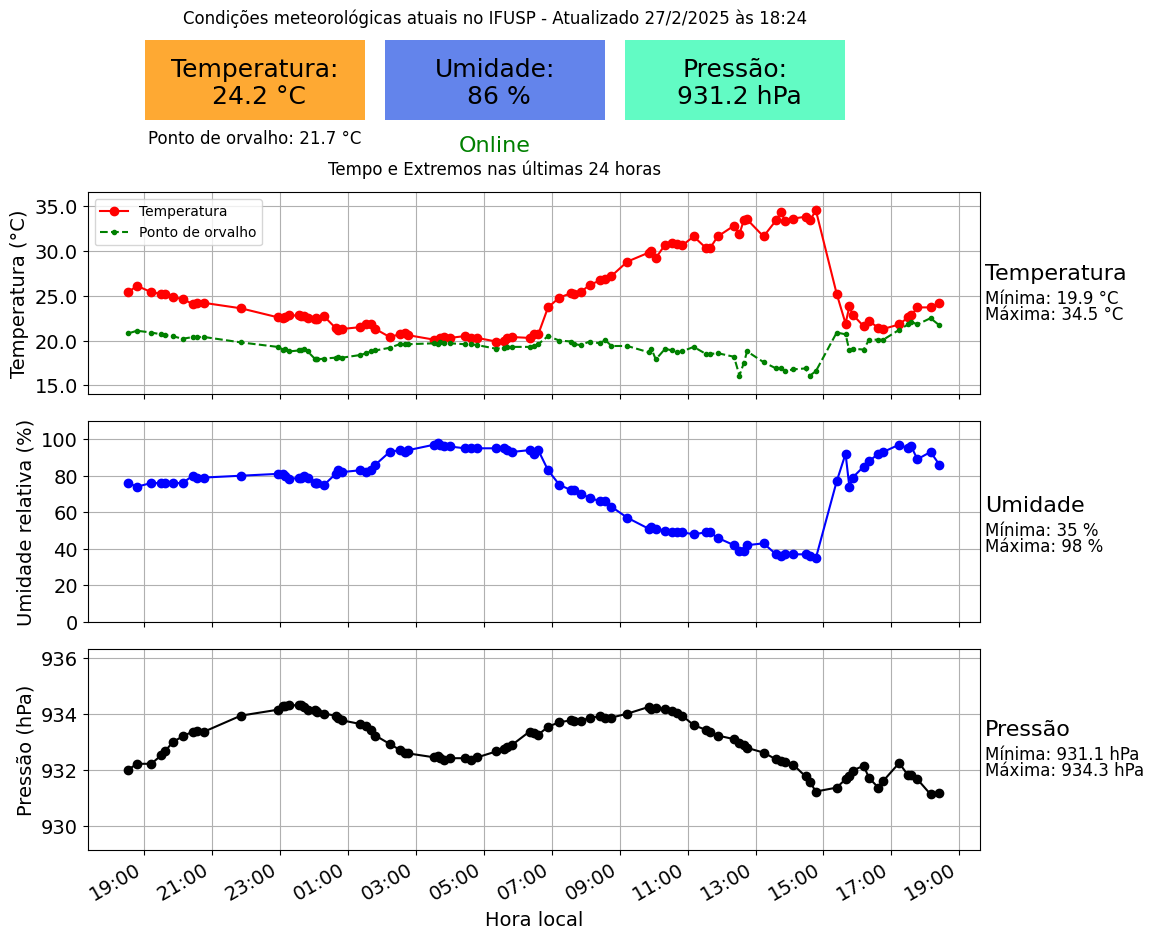 Condições meteorológicas atuais no IFUSP - Atualizado 27/2/2025 às 18:24
Temperatura:
24.2 °C
Umidade:
86 %
Pressão:
931.2 hPa
Ponto de orvalho: 21.7 °C
Online
Tempo e Extremos nas últimas 24 horas
Temperatura (°C)
35.0
30.0
25.0
20.0
15.0
Temperatura
Ponto de orvalho
Temperatura
Mínima: 19.9 °C
Máxima: 34.5 °C
Umidade relativa (%)
100
80
60
40
20
0
Umidade
Mínima: 35 %
Máxima: 98 %
Pressão (hPa)
936
934
932
930
Pressão
Mínima: 931.1 hPa
Máxima: 934.3 hPa
19:00
21:00
23:00
01:00
03:00
05:00
07:00
09:00
11:00
13:00
15:00
17:00
19:00
Hora local